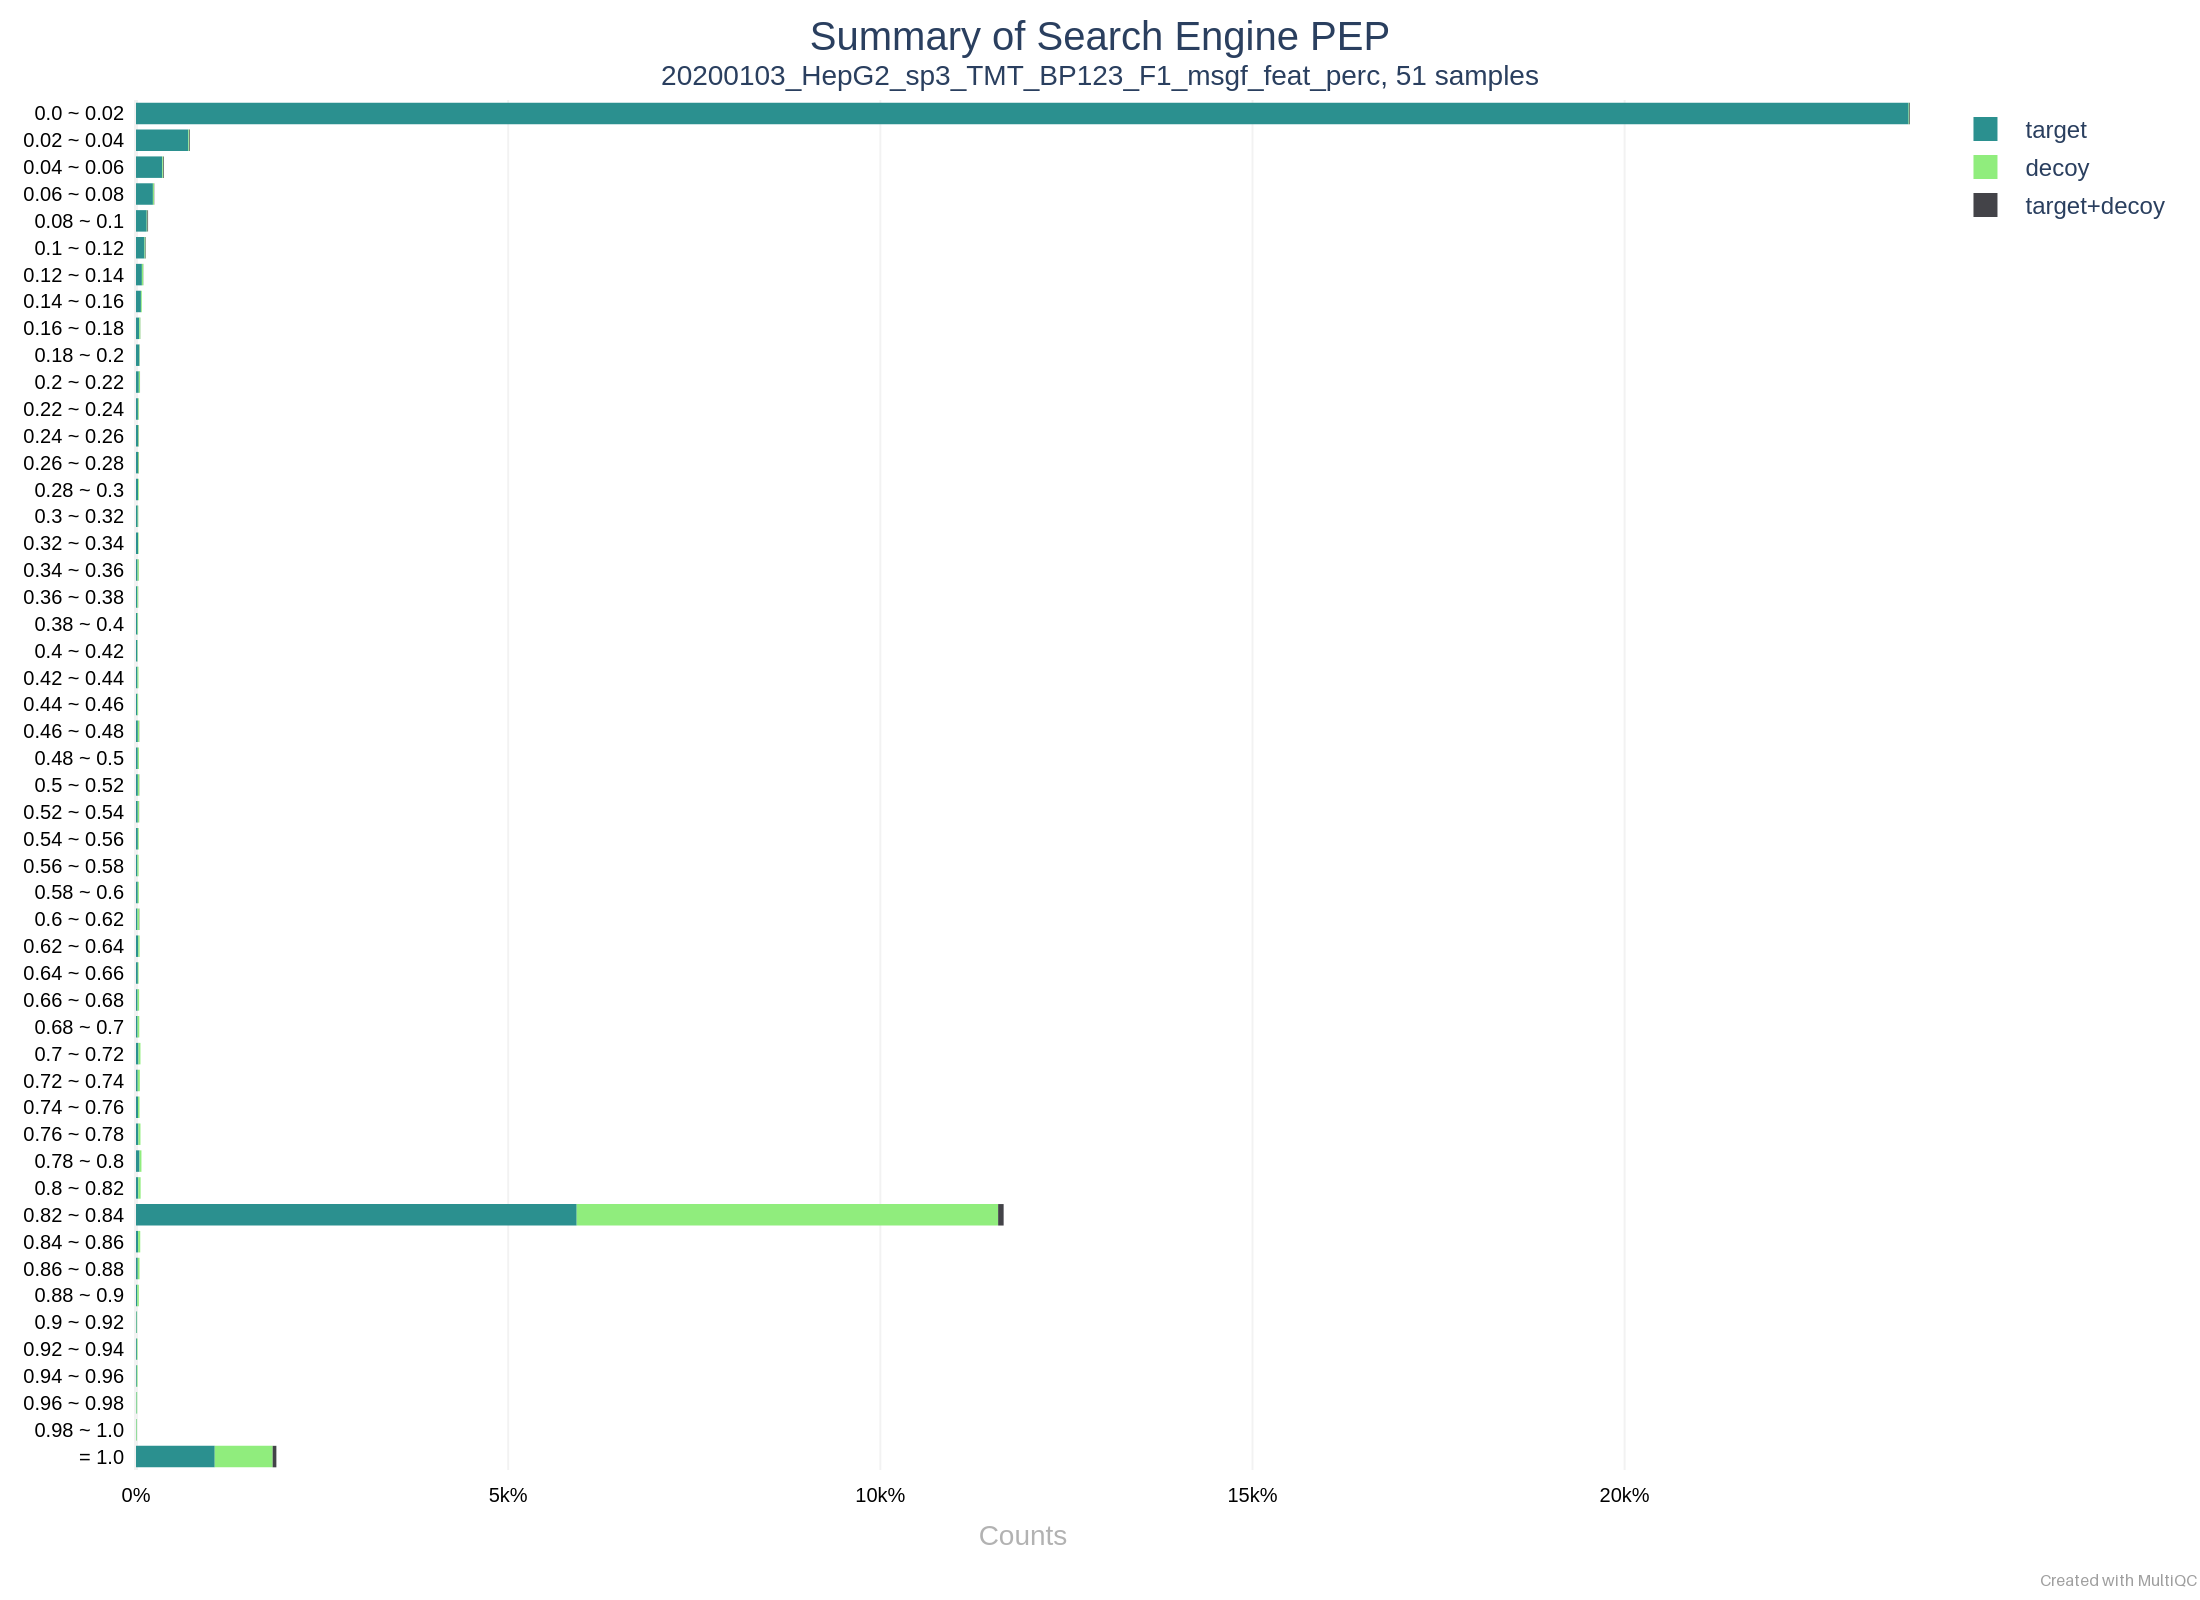 Summary of Search Engine PEP
20200103_HepG2_sp3_TMT_BP123_F1_msgf_feat_perc, 51 samples
0.0 ~ 0.02
0.02 ~ 0.04
0.04 ~ 0.06
0.06 ~ 0.08
0.08 ~ 0.1
0.1 ~ 0.12
0.12 ~ 0.14
0.14 ~ 0.16
0.16 ~ 0.18
0.18 ~ 0.2
0.2 ~ 0.22
0.22 ~ 0.24
0.24 ~ 0.26
0.26 ~ 0.28
0.28 ~ 0.3
0.3 ~ 0.32
0.32 ~ 0.34
0.34 ~ 0.36
0.36 ~ 0.38
0.38 ~ 0.4
0.4 ~ 0.42
0.42 ~ 0.44
0.44 ~ 0.46
0.46 ~ 0.48
0.48 ~ 0.5
0.5 ~ 0.52
0.52 ~ 0.54
0.54 ~ 0.56
0.56 ~ 0.58
0.58 ~ 0.6
0.6 ~ 0.62
0.62 ~ 0.64
0.64 ~ 0.66
0.66 ~ 0.68
0.68 ~ 0.7
0.7 ~ 0.72
0.72 ~ 0.74
0.74 ~ 0.76
0.76 ~ 0.78
0.78 ~ 0.8
0.8 ~ 0.82
0.82 ~ 0.84
0.84 ~ 0.86
0.86 ~ 0.88
0.88 ~ 0.9
0.9 ~ 0.92
0.92 ~ 0.94
0.94 ~ 0.96
0.96 ~ 0.98
0.98 ~ 1.0
= 1.0
0% 5k% 10k% 15k% 20k%
Counts
target
decoy
target+decoy
Created with MultiQC